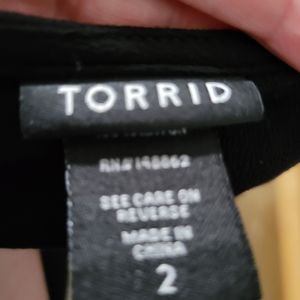 TORRID
RN#148862
SEE CARE ON
REVERSE
MADE IN
CHINA
2